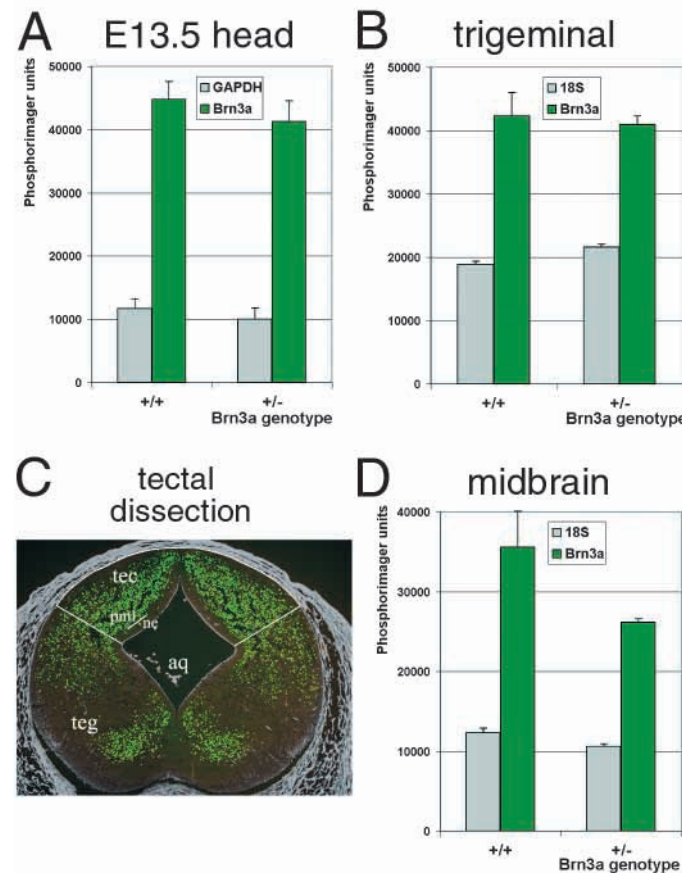 A E13.5 head
Phosphorimager units
50000
40000
30000
20000
10000
0
GAPDH
Brn3a
+/+
+/-
Brn3a genotype
B trigeminal
Phosphorimager units
50000
40000
30000
20000
10000
0
18S
Brn3a
+/+
+/-
Brn3a genotype
C tectal
dissection
tec
pml
ne
aq
teg
D midbrain
Phosphorimager units
40000
30000
20000
10000
0
18S
Brn3a
+/+
+/-
Brn3a genotype